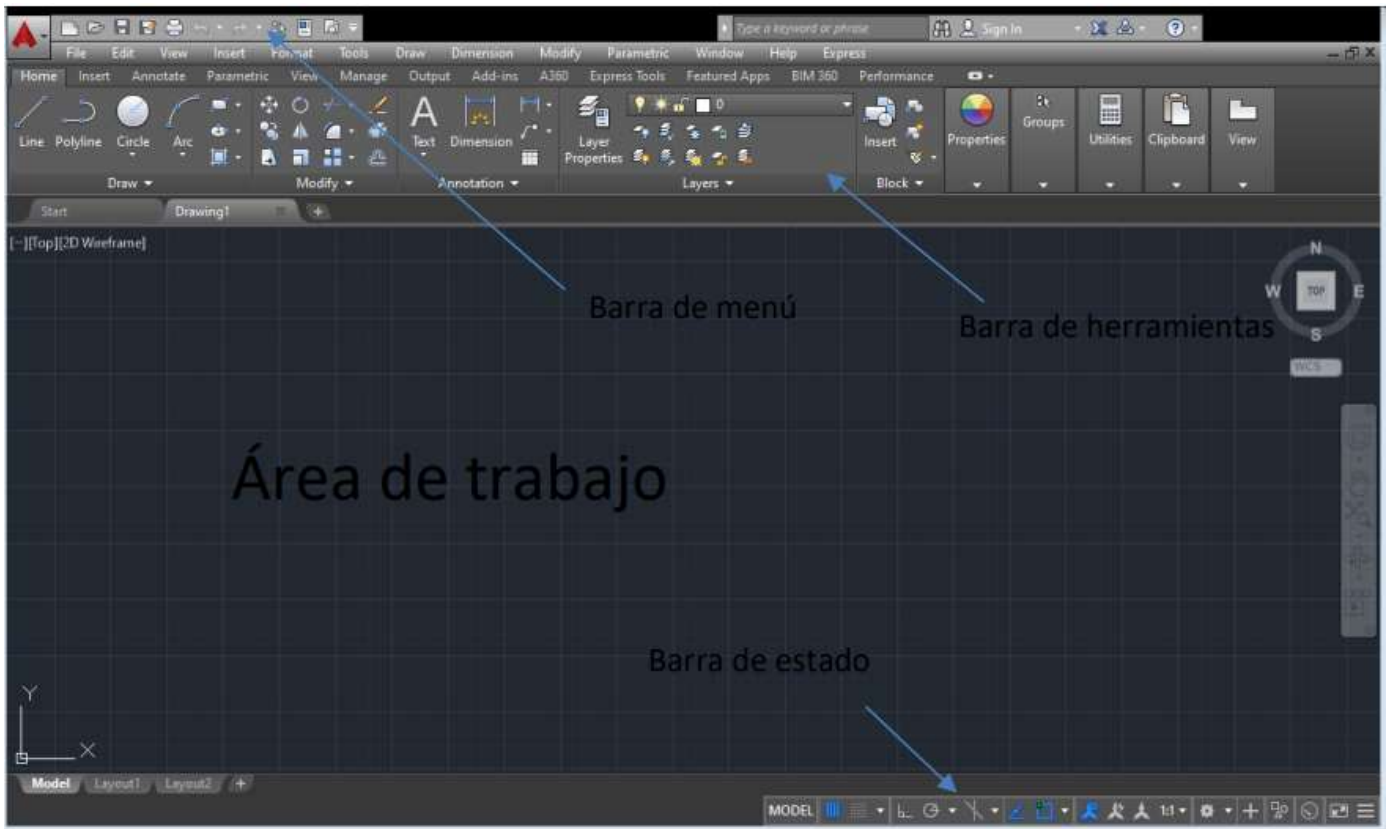 Type a keyword or phrase Sign In
File Edit View Insert Format Tools Draw Dimension Modify Parametric Window Help Express
Home Insert Annotate Parametric View Manage Output Add-ins A360 Express Tools Featured Apps BIM 360 Performance
0
Line Polyline Circle Arc Text Dimension Layer Properties Insert Properties Groups Utilities Clipboard View
Draw Modify Annotation Layers Block
Start Drawing1
[−][Top][2D Wireframe]
N
W TOP E
S
WCS
Barra de menú
Barra de herramientas
Área de trabajo
Barra de estado
Y
X
Model Layout1 Layout2 +
MODEL 1:1